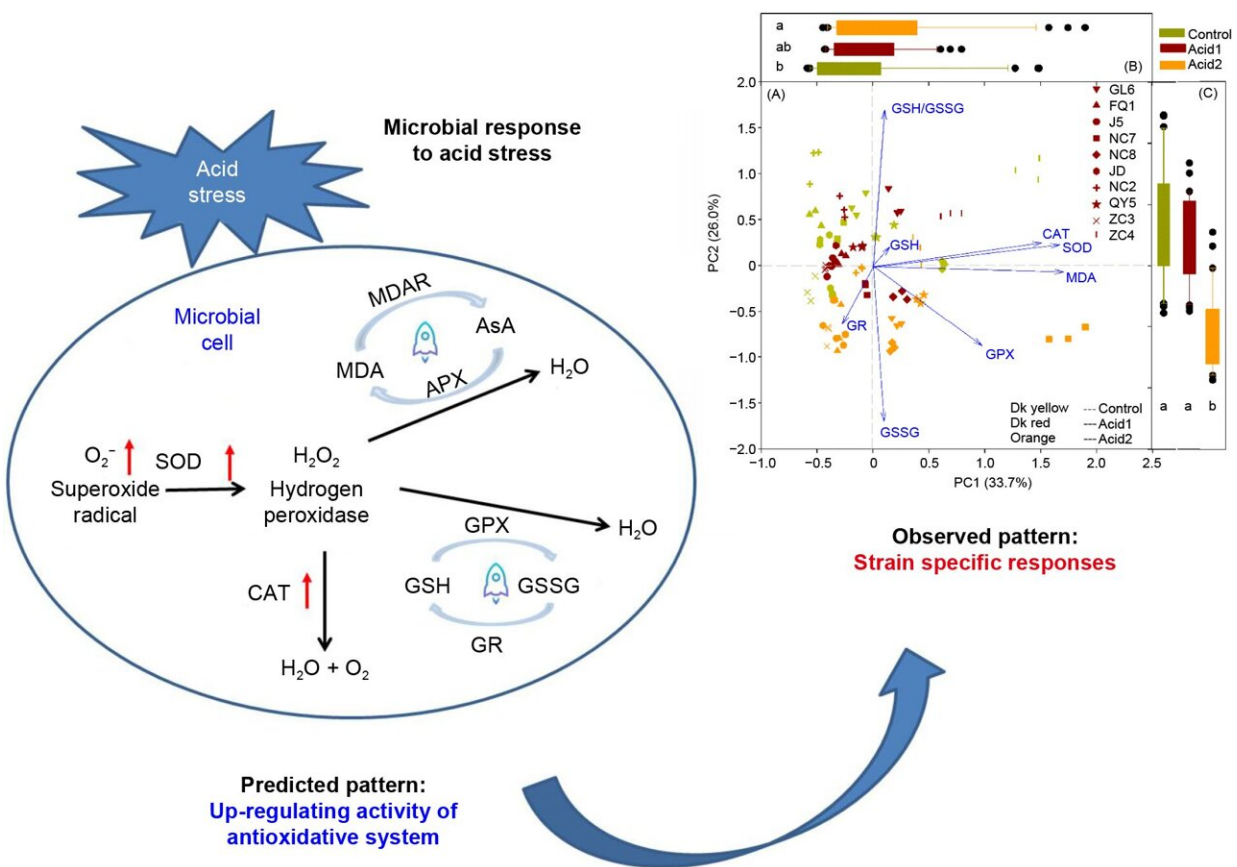 Acid
stress
Microbial response
to acid stress
Microbial
cell
MDAR
AsA
MDA
APX
H₂O
O₂⁻
SOD
Superoxide
radical
H₂O₂
Hydrogen
peroxidase
H₂O
GPX
GSH
GSSG
GR
CAT
H₂O + O₂
Predicted pattern:
Up-regulating activity of
antioxidative system
a
ab
b
(B)
Control
Acid1
Acid2
(A)
(C)
GL6
FQ1
J5
NC7
NC8
JD
NC2
QY5
ZC3
ZC4
GSH/GSSG
GSH
CAT
SOD
MDA
GR
GPX
GSSG
Dk yellow
Dk red
Orange
Control
Acid1
Acid2
a a b
PC2 (26.0%)
2.0
1.5
1.0
0.5
0
−0.5
−1.0
−1.5
−2.0
−1.0 −0.5 0 0.5 1.0 1.5 2.0 2.5
PC1 (33.7%)
Observed pattern:
Strain specific responses